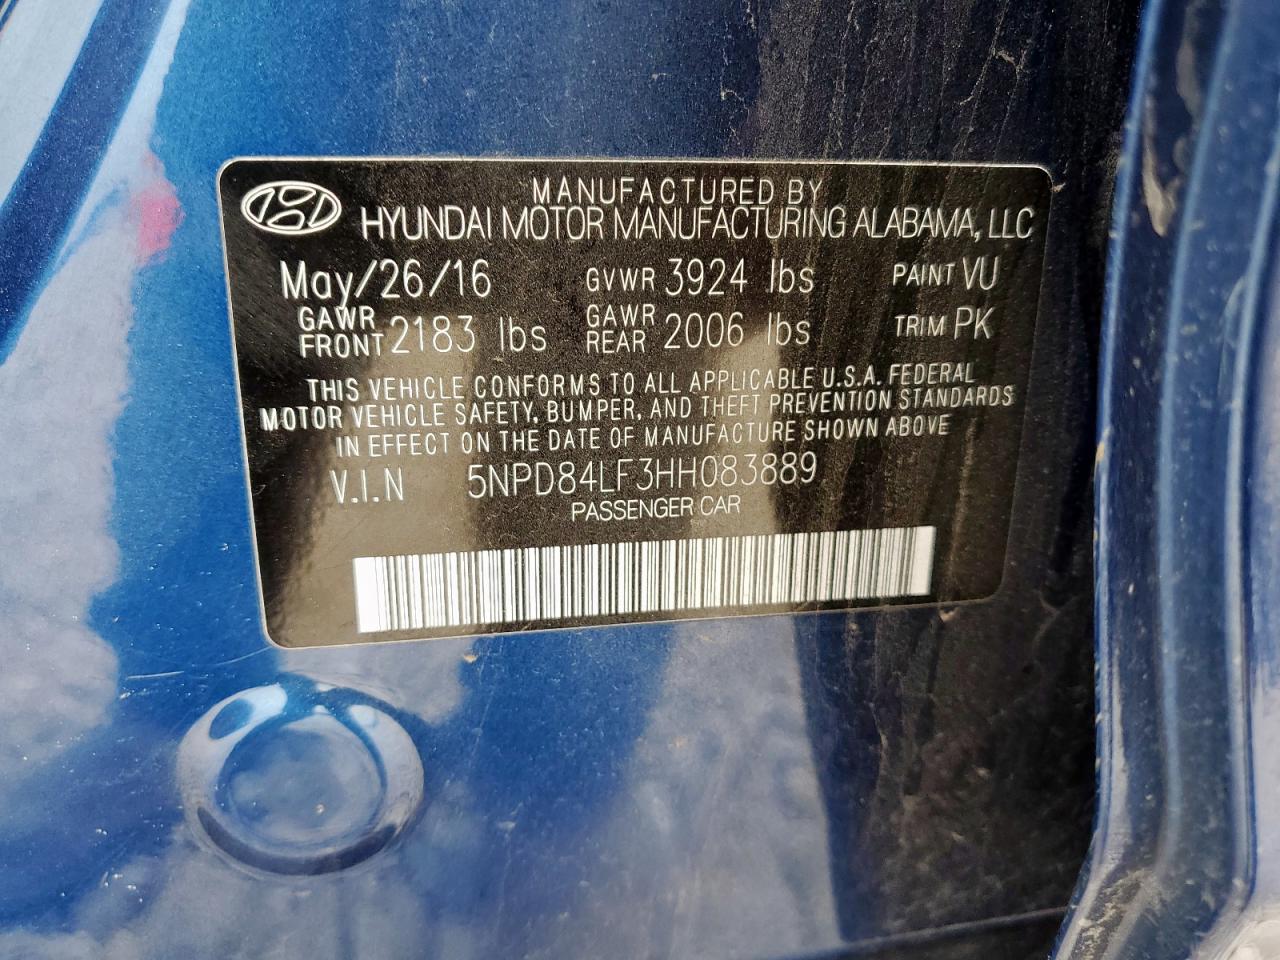 MANUFACTURED BY
HYUNDAI MOTOR MANUFACTURING ALABAMA, LLC
May/26/16 GVWR 3924 lbs PAINT VU
GAWR FRONT 2183 lbs GAWR REAR 2006 lbs TRIM PK
THIS VEHICLE CONFORMS TO ALL APPLICABLE U.S.A. FEDERAL
MOTOR VEHICLE SAFETY, BUMPER, AND THEFT PREVENTION STANDARDS
IN EFFECT ON THE DATE OF MANUFACTURE SHOWN ABOVE
V.I.N 5NPD84LF3HH083889
PASSENGER CAR